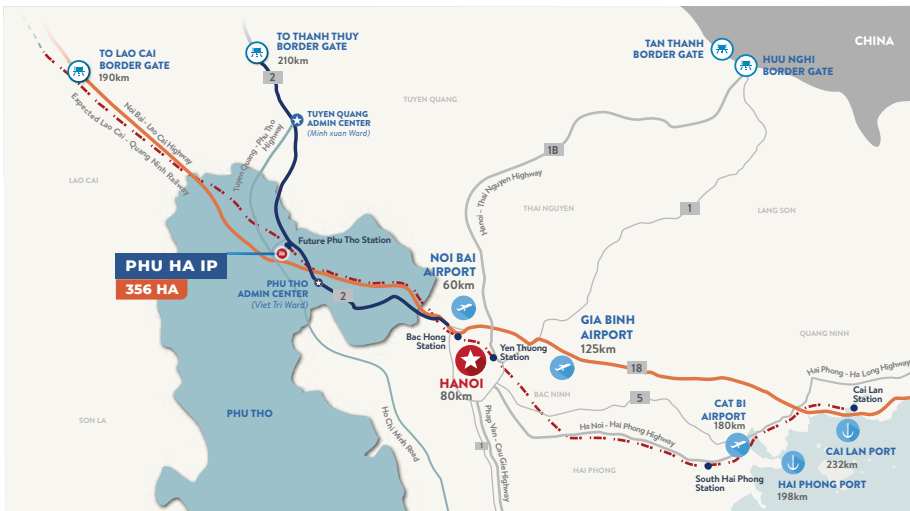 TO LAO CAI
BORDER GATE
190km
TO THANH THUY
BORDER GATE
210km
2
TAN THANH
BORDER GATE
HUU NGHI
BORDER GATE
CHINA
TUYEN QUANG
TUYEN QUANG
ADMIN CENTER
(Minh xuan Ward)
Noi Bai - Lao Cai Highway
Expected Lao Cai - Quang Ninh Railway
Tuyen Quang - Phu Tho
Highway
1B
LAO CAI
Hanoi - Thai Nguyen Highway
THAI NGUYEN
1
LANG SON
Future Phu Tho Station
PHU HA IP
356 HA
PHU THO
ADMIN CENTER
(Viet Tri Ward)
2
NOI BAI
AIRPORT
60km
GIA BINH
AIRPORT
125km
Bac Hong
Station
Yen Thuong
Station
HANOI
80km
18
QUANG NINH
Hai Phong - Ha Long Highway
BAC NINH
5
CAT BI
AIRPORT
180km
Cai Lan
Station
SON LA
PHU THO
Ho Chi Minh Road
Phap Van - Cau Gie Highway
1
Ha Noi - Hai Phong Highway
CAI LAN PORT
232km
HAI PHONG
South Hai Phong
Station
HAI PHONG PORT
198km